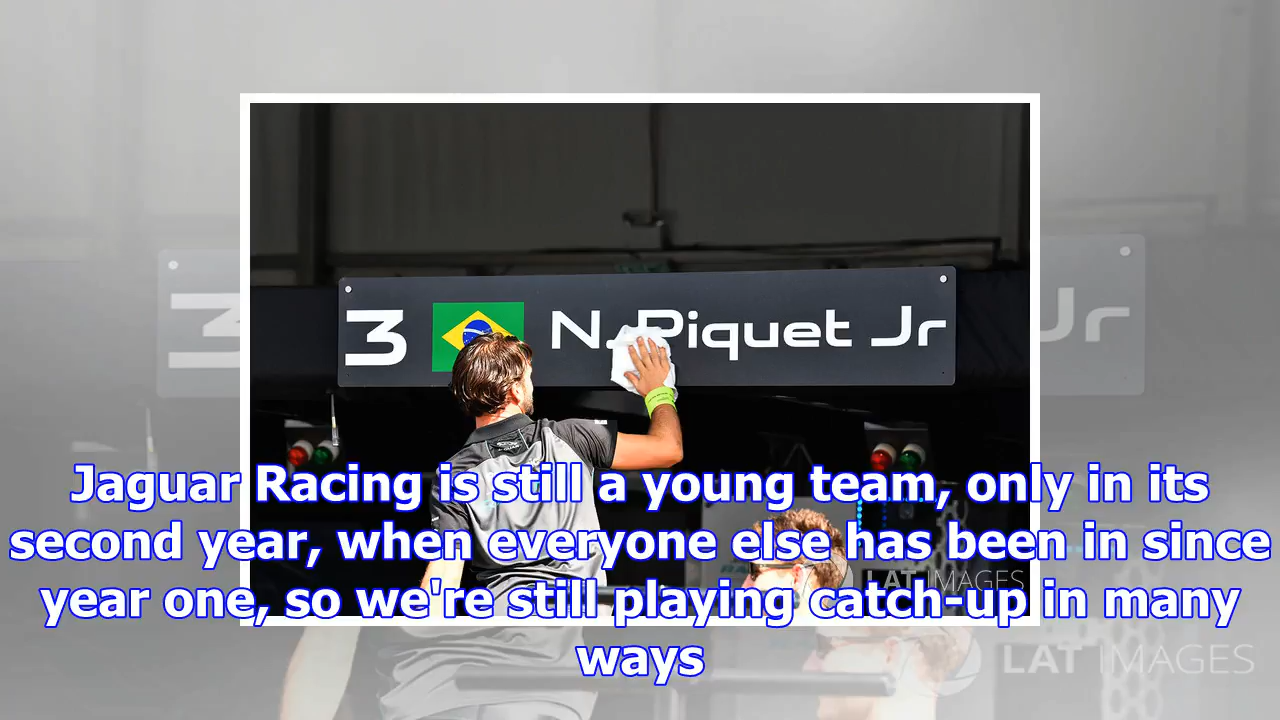 3 N. Piquet Jr
Jaguar Racing is still a young team, only in its
second year, when everyone else has been in since
year one, so we're still playing catch-up in many
ways
LAT IMAGES
LAT IMAGES